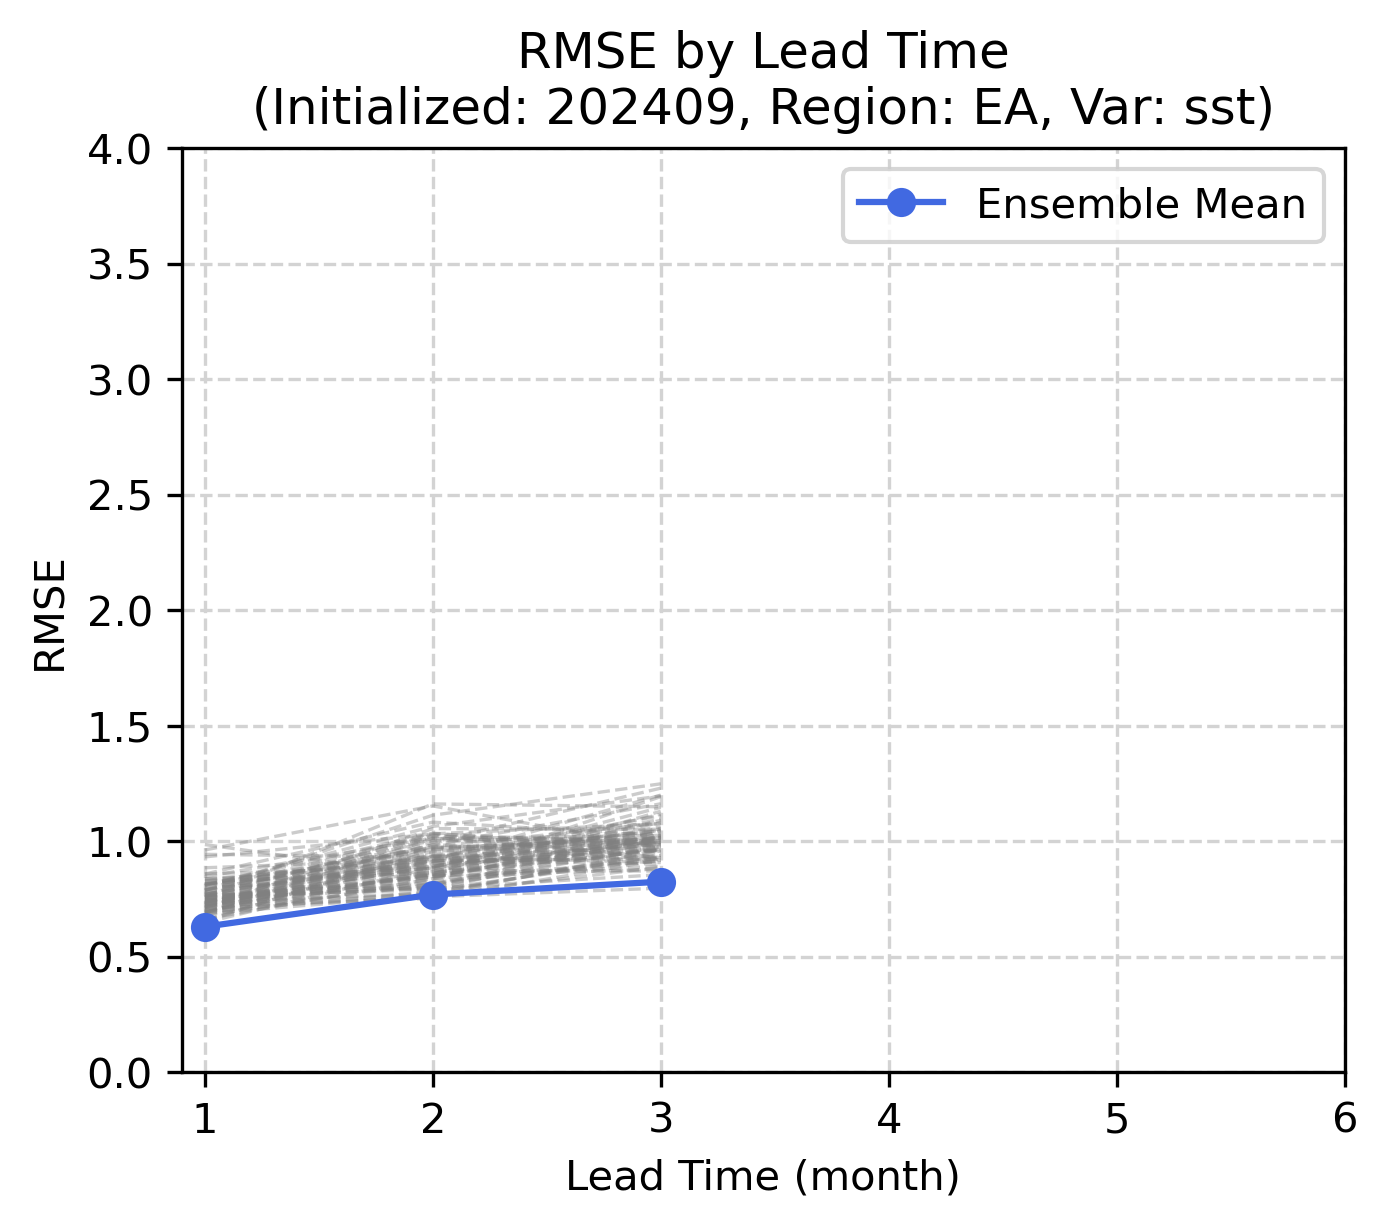 RMSE by Lead Time
(Initialized: 202409, Region: EA, Var: sst)
Ensemble Mean
4.0
3.5
3.0
2.5
2.0
1.5
1.0
0.5
0.0
RMSE
1 2 3 4 5 6
Lead Time (month)